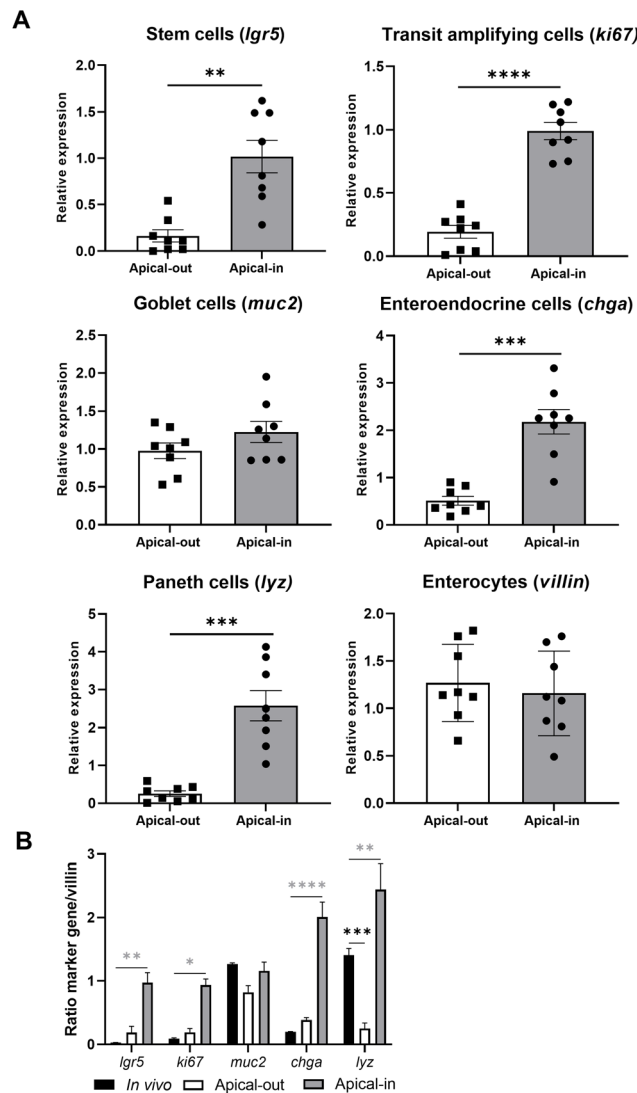 A
Stem cells (lgr5)
Relative expression
2.0
1.5
1.0
0.5
0.0
**
Apical-out Apical-in
Transit amplifying cells (ki67)
Relative expression
1.5
1.0
0.5
0.0
****
Apical-out Apical-in
Goblet cells (muc2)
Relative expression
2.5
2.0
1.5
1.0
0.5
0.0
Apical-out Apical-in
Enteroendocrine cells (chga)
Relative expression
4
3
2
1
0
***
Apical-out Apical-in
Paneth cells (lyz)
Relative expression
5
4
3
2
1
0
***
Apical-out Apical-in
Enterocytes (villin)
Relative expression
2.0
1.5
1.0
0.5
0.0
Apical-out Apical-in
B
Ratio marker gene/villin
3
2
1
0
** * **** *** **
lgr5 ki67 muc2 chga lyz
In vivo Apical-out Apical-in